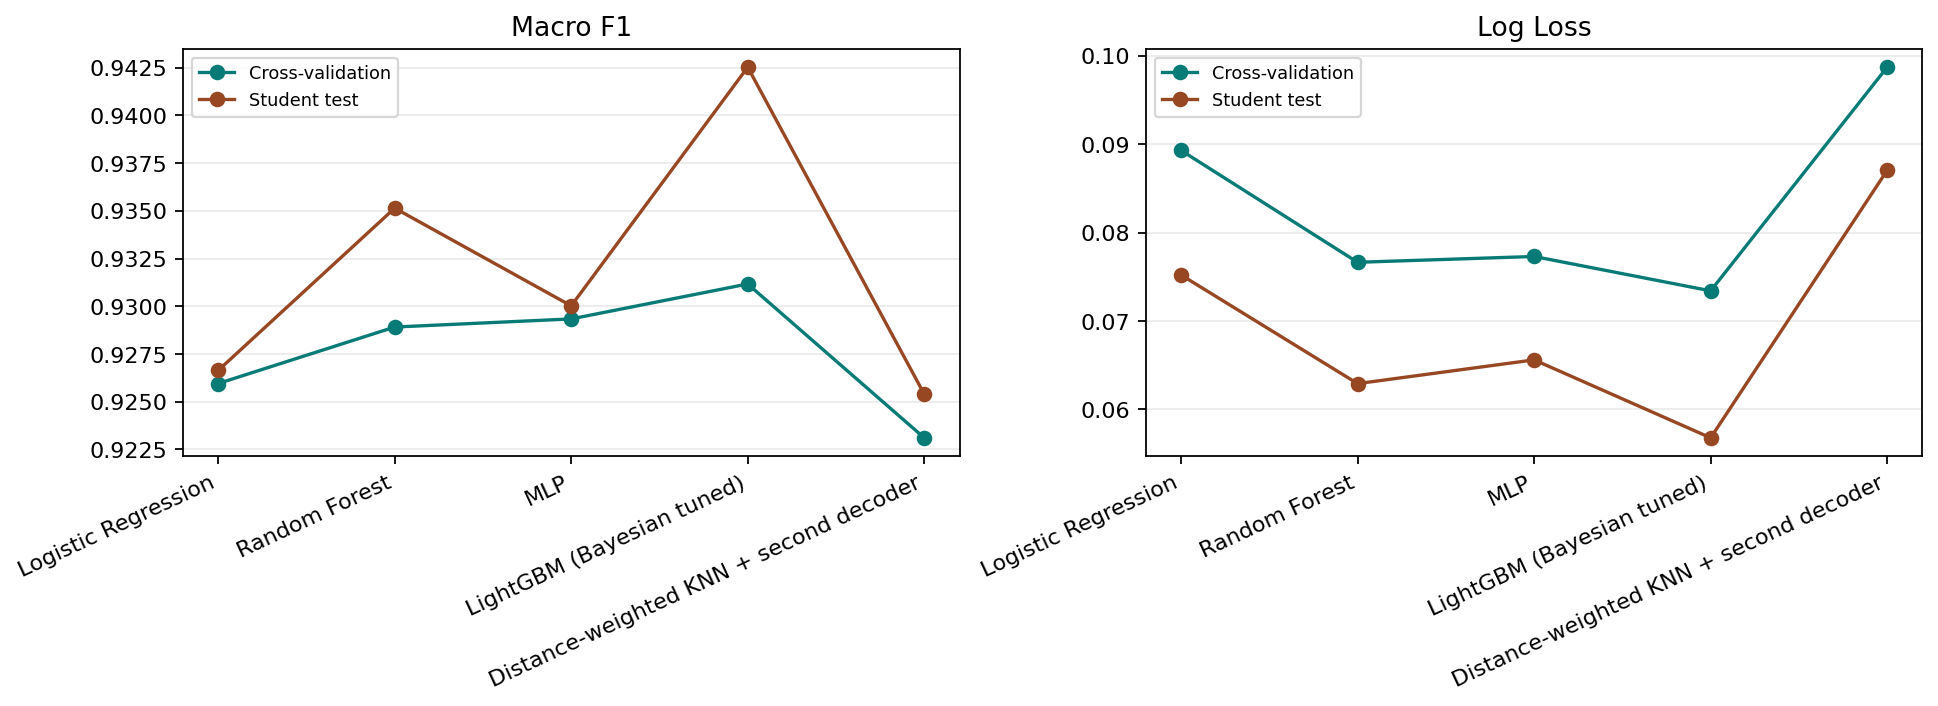 Macro F1
0.9425
0.9400
0.9375
0.9350
0.9325
0.9300
0.9275
0.9250
0.9225
Cross-validation
Student test
Logistic Regression
Random Forest
MLP
LightGBM (Bayesian tuned)
Distance-weighted KNN + second decoder
Log Loss
0.10
0.09
0.08
0.07
0.06
Cross-validation
Student test
Logistic Regression
Random Forest
MLP
LightGBM (Bayesian tuned)
Distance-weighted KNN + second decoder